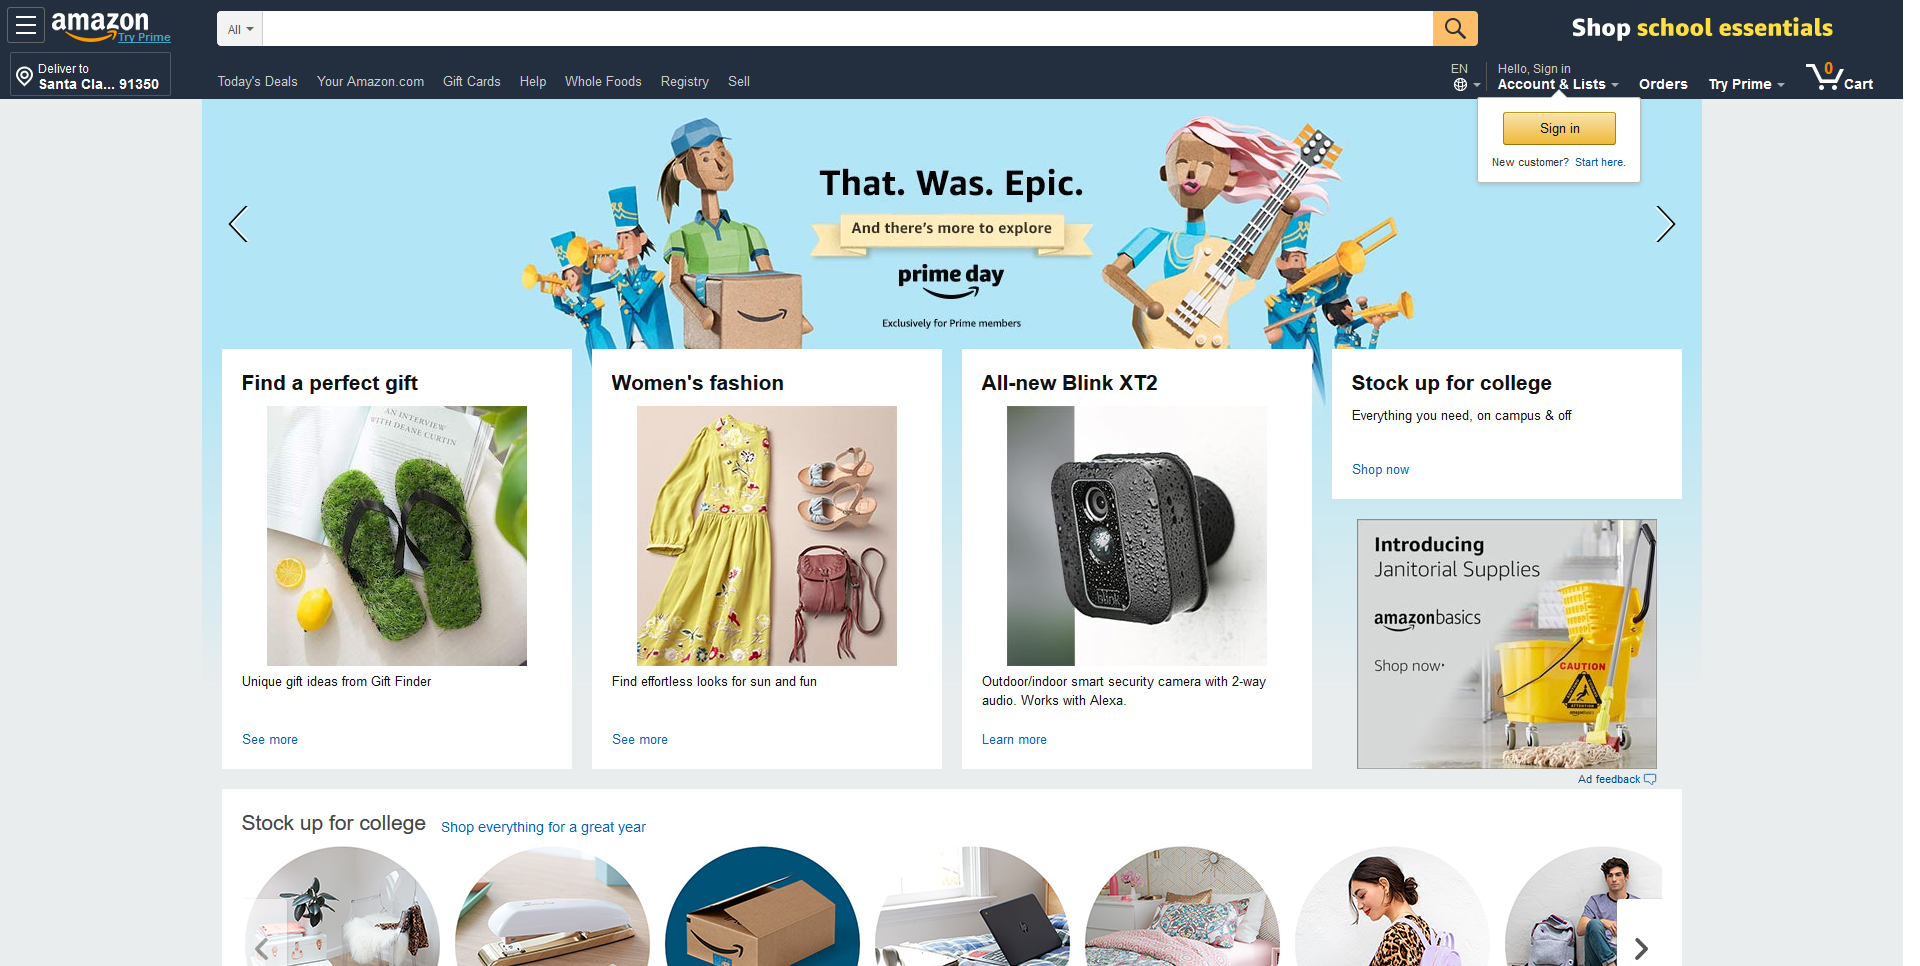 amazon
Try Prime
All
Shop school essentials
Deliver to
Santa Cla... 91350
Today's Deals
Your Amazon.com
Gift Cards
Help
Whole Foods
Registry
Sell
EN
Hello, Sign in
Account & Lists
Orders
Try Prime
0
Cart
Sign in
New customer? Start here.
That. Was. Epic.
And there's more to explore
prime day
Exclusively for Prime members
Find a perfect gift
AN INTERVIEW
WITH DEANE CURTIN
Unique gift ideas from Gift Finder
See more
Women's fashion
Find effortless looks for sun and fun
See more
All-new Blink XT2
blink
Outdoor/indoor smart security camera with 2-way
audio. Works with Alexa.
Learn more
Stock up for college
Everything you need, on campus & off
Shop now
Introducing
Janitorial Supplies
amazonbasics
Shop now
CAUTION
ATTENTION
Ad feedback
Stock up for college
Shop everything for a great year